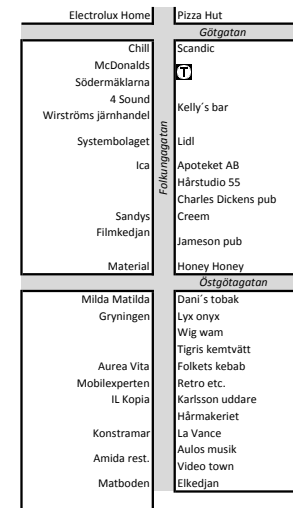 Electrolux Home
Pizza Hut
Götgatan
Chill
Scandic
McDonalds
T
Södermäklarna
4 Sound
Kelly´s bar
Wirströms järnhandel
Folkungagatan
Systembolaget
Lidl
Ica
Apoteket AB
Hårstudio 55
Charles Dickens pub
Sandys
Creem
Filmkedjan
Jameson pub
Material
Honey Honey
Östgötagatan
Milda Matilda
Dani´s tobak
Gryningen
Lyx onyx
Wig wam
Tigris kemtvätt
Aurea Vita
Folkets kebab
Mobilexperten
Retro etc.
IL Kopia
Karlsson uddare
Hårmakeriet
Konstramar
La Vance
Aulos musik
Amida rest.
Video town
Matboden
Elkedjan